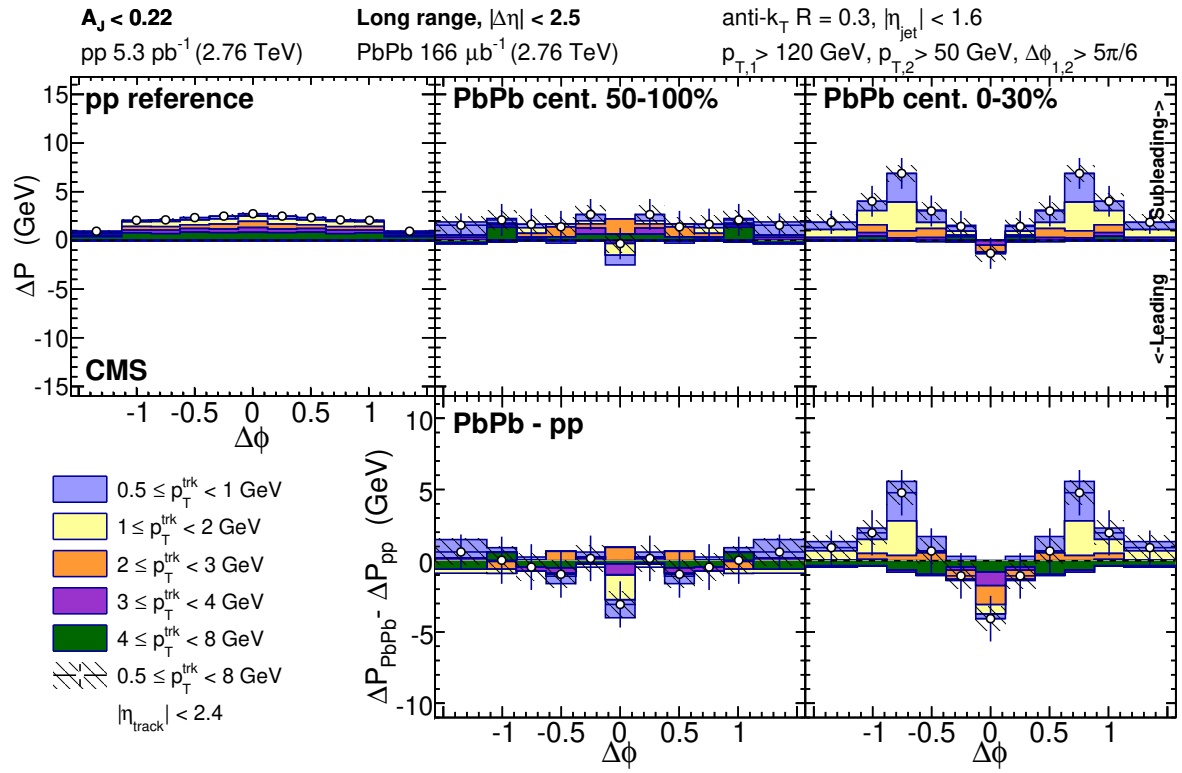 A_J < 0.22 Long range, |Δη| < 2.5 anti-k_T R = 0.3, |η_jet| < 1.6
pp 5.3 pb⁻¹ (2.76 TeV) PbPb 166 μb⁻¹ (2.76 TeV) p_T,1 > 120 GeV, p_T,2 > 50 GeV, Δϕ_1,2 > 5π/6
pp reference
PbPb cent. 50-100%
PbPb cent. 0-30%
15
10
5
0
-5
-10
-15
ΔP (GeV)
CMS
Subleading->
<-Leading
-1 -0.5 0 0.5 1
Δϕ
PbPb - pp
10
5
0
-5
-10
ΔP_PbPb - ΔP_pp (GeV)
0.5 ≤ p_T^trk < 1 GeV
1 ≤ p_T^trk < 2 GeV
2 ≤ p_T^trk < 3 GeV
3 ≤ p_T^trk < 4 GeV
4 ≤ p_T^trk < 8 GeV
0.5 ≤ p_T^trk < 8 GeV
|η_track| < 2.4
-1 -0.5 0 0.5 1
Δϕ
-1 -0.5 0 0.5 1
Δϕ